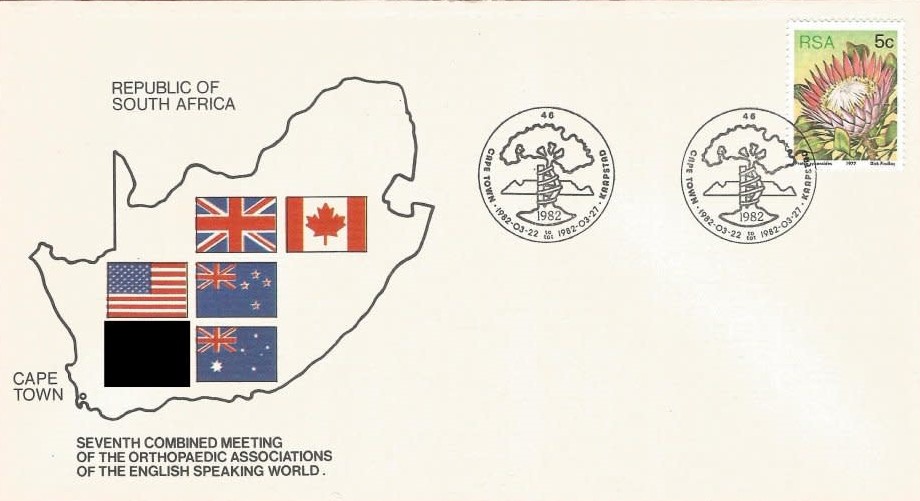 REPUBLIC OF
SOUTH AFRICA
CAPE
TOWN
SEVENTH COMBINED MEETING
OF THE ORTHOPAEDIC ASSOCIATIONS
OF THE ENGLISH SPEAKING WORLD.
46
CAPE TOWN · 1982-03-22 to tot 1982-03-27 · KAAPSTAD
1982
46
CAPE TOWN · 1982-03-22 to tot 1982-03-27 · KAAPSTAD
1982
RSA 5c
1977